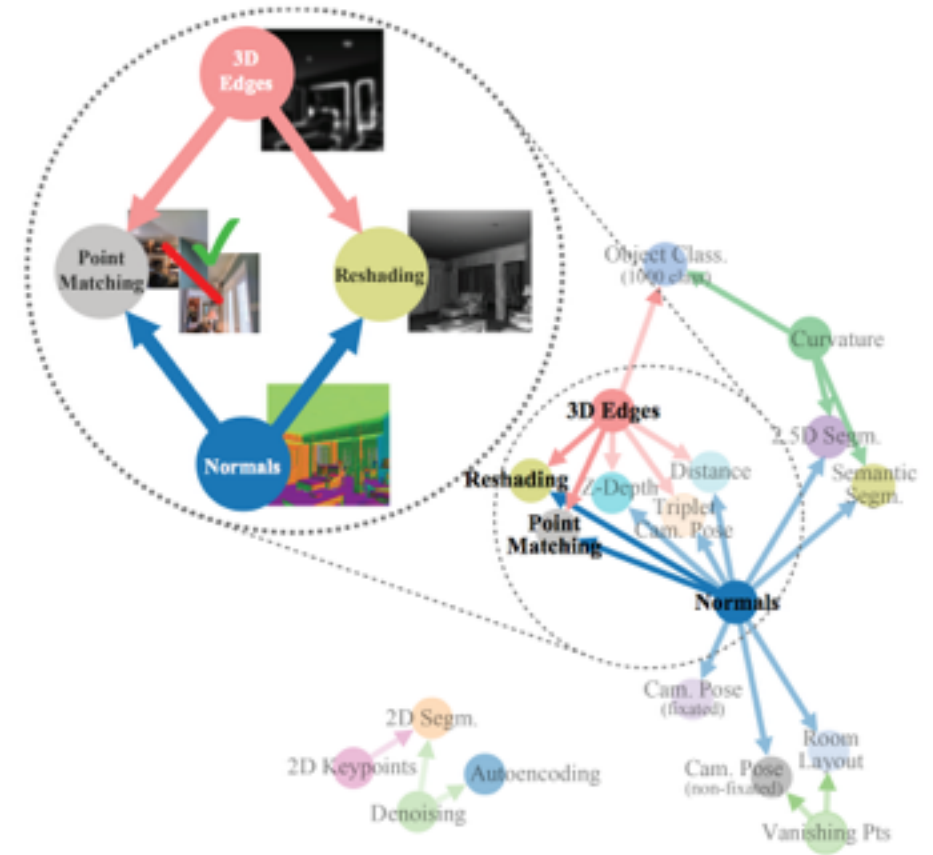 3D
Edges
Point
Matching
Reshading
Normals
Object Class.
(1000 class)
Curvature
3D Edges
2.5D Segm.
Reshading
Z-Depth
Distance
Semantic
Segm.
Triplet
Cam. Pose
Point
Matching
Normals
Cam. Pose
(fixated)
2D Segm.
Room
Layout
2D Keypoints
Autoencoding
Cam. Pose
(non-fixated)
Denoising
Vanishing Pts